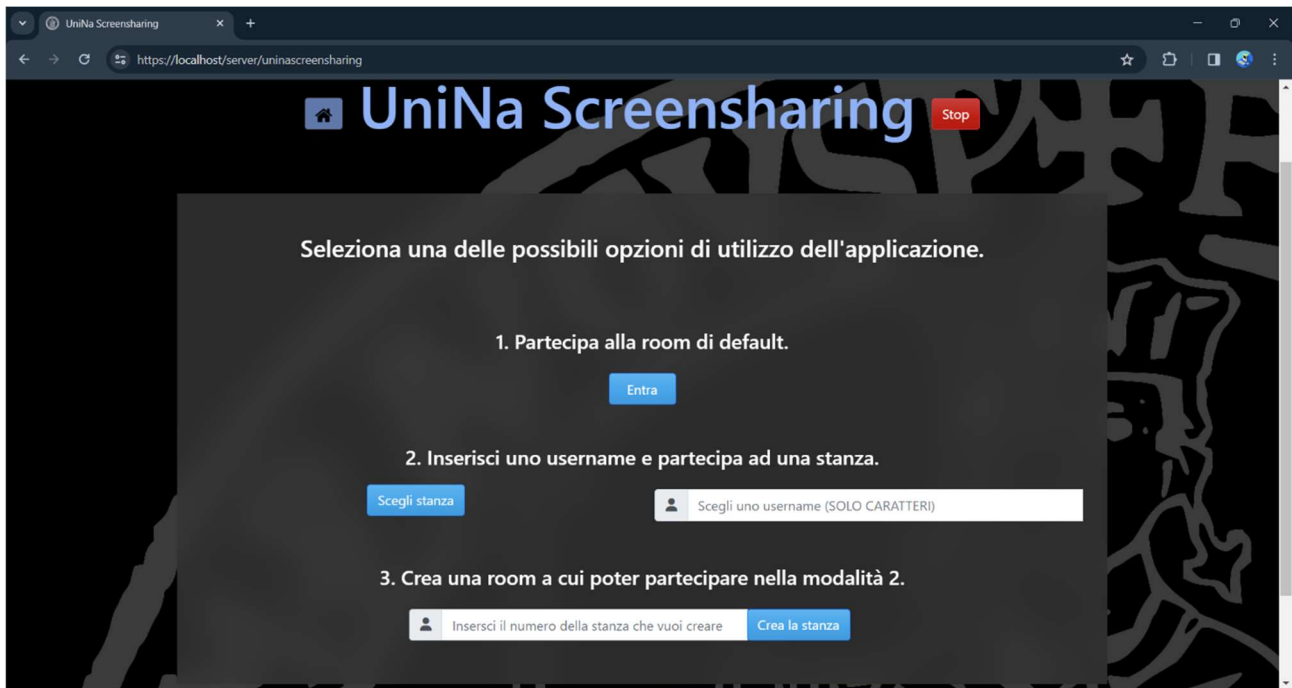 UniNa Screensharing
https://localhost/server/uninascreensharing
UniNa Screensharing Stop
Seleziona una delle possibili opzioni di utilizzo dell'applicazione.
1. Partecipa alla room di default.
Entra
2. Inserisci uno username e partecipa ad una stanza.
Scegli stanza Scegli uno username (SOLO CARATTERI)
3. Crea una room a cui poter partecipare nella modalità 2.
Insersci il numero della stanza che vuoi creare Crea la stanza